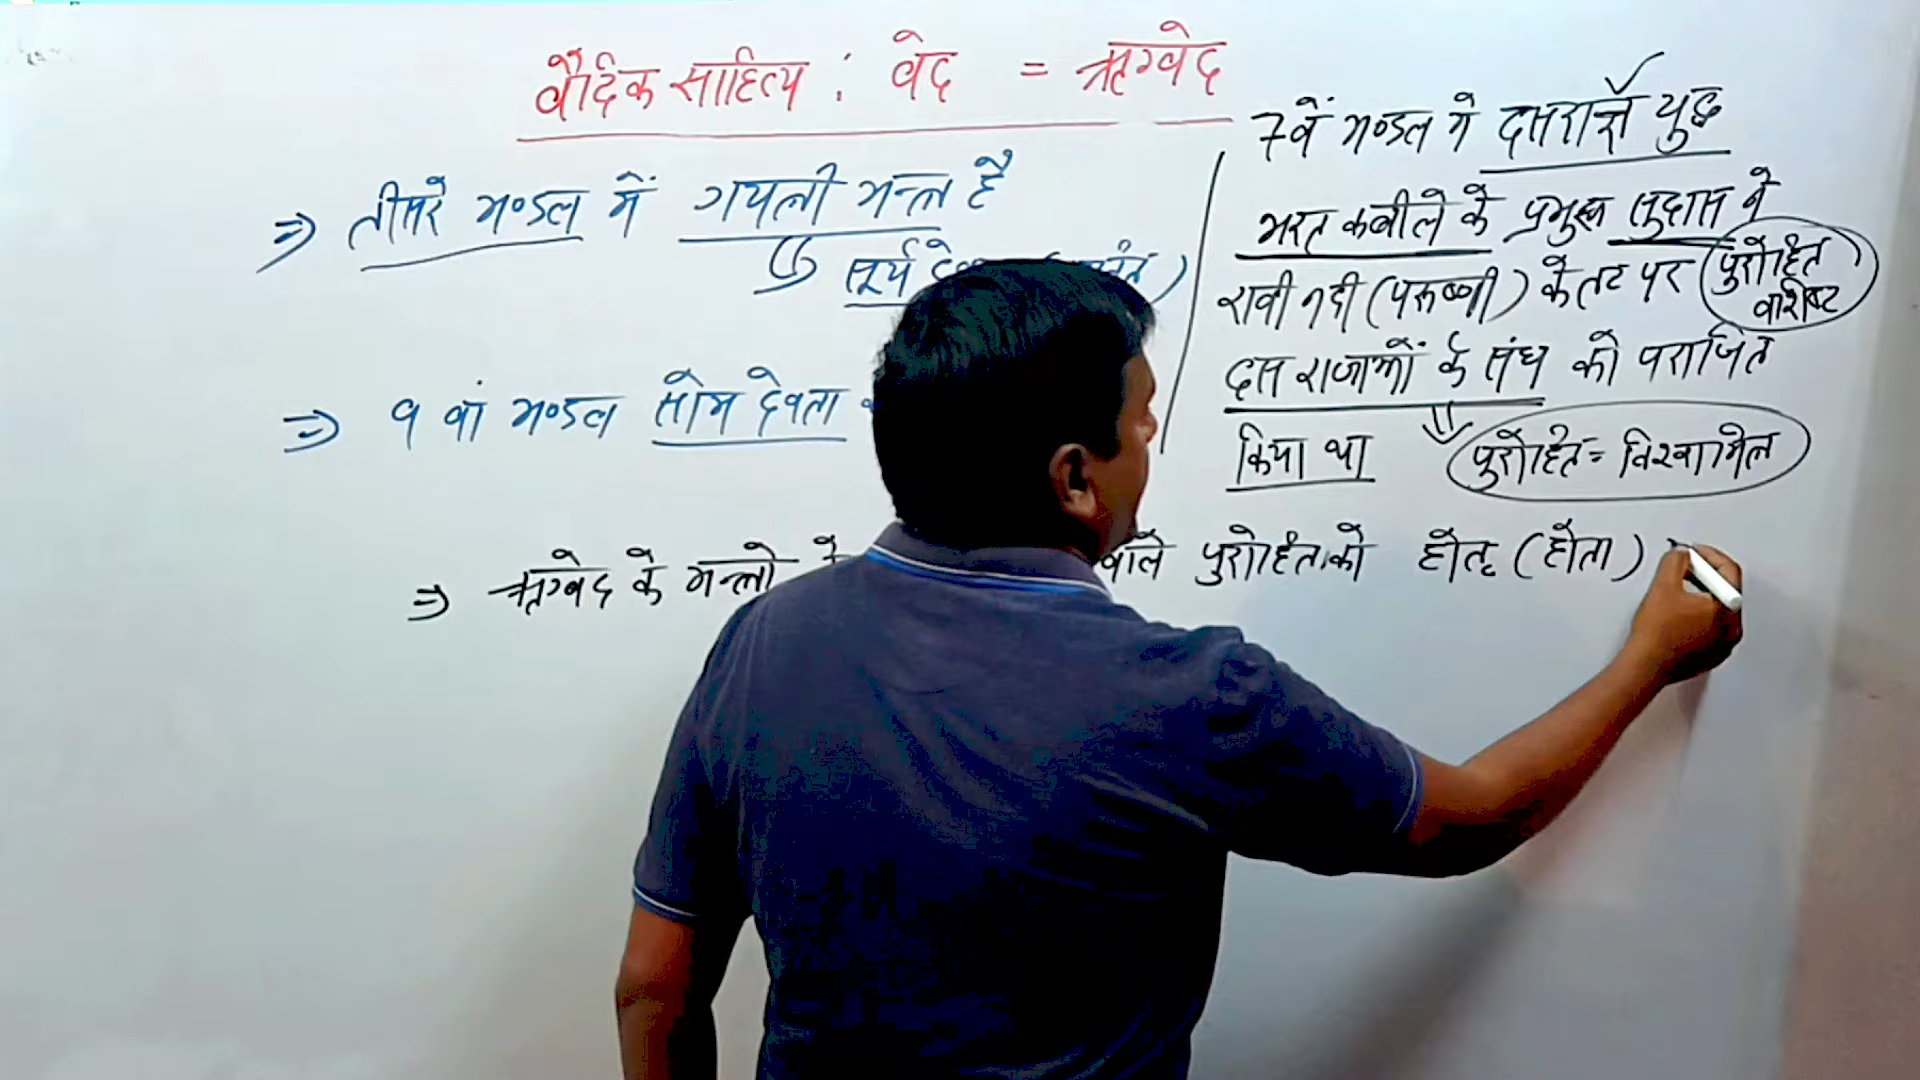 वैदिक साहित्य : वेद = ऋग्वेद
⇒ तीसरे मण्डल में गायत्री मन्त्र है
सूर्य
⇒ 9 वां मण्डल सोम देवता
7वें मण्डल मे दसराज्ञ युद्ध
भरत कबीले के प्रमुख सुदास ने
रावी नदी (परुष्णी) के तट पर
पुरोहित
वशिष्ट
दस राजाओं के संघ को पराजित
किया था
पुरोहित = विश्वामित्र
⇒ ऋग्वेद के मन्त्रो वाले पुरोहित को होतृ (होता)